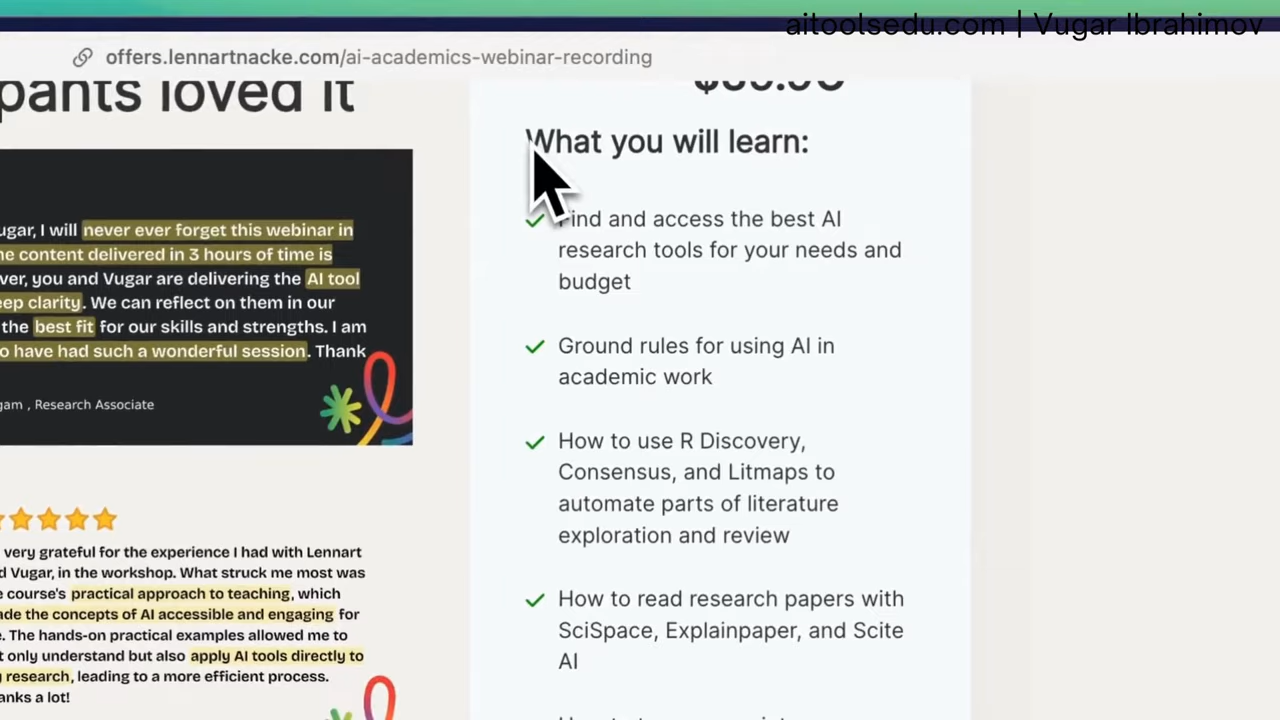 aitoolsedu.com | Vugar Ibrahimov
offers.lennartnacke.com/ai-academics-webinar-recording
pants loved it
ugar, I will never ever forget this webinar in
content delivered in 3 hours of time is
ver, you and Vugar are delivering the AI tool
eep clarity. We can reflect on them in our
the best fit for our skills and strengths. I am
o have had such a wonderful session. Thank
gam , Research Associate
very grateful for the experience I had with Lennart
d Vugar, in the workshop. What struck me most was
course's practical approach to teaching, which
ade the concepts of AI accessible and engaging for
The hands-on practical examples allowed me to
t only understand but also apply AI tools directly to
research, leading to a more efficient process.
anks a lot!
What you will learn:
Find and access the best AI
research tools for your needs and
budget
Ground rules for using AI in
academic work
How to use R Discovery,
Consensus, and Litmaps to
automate parts of literature
exploration and review
How to read research papers with
SciSpace, Explainpaper, and Scite
AI